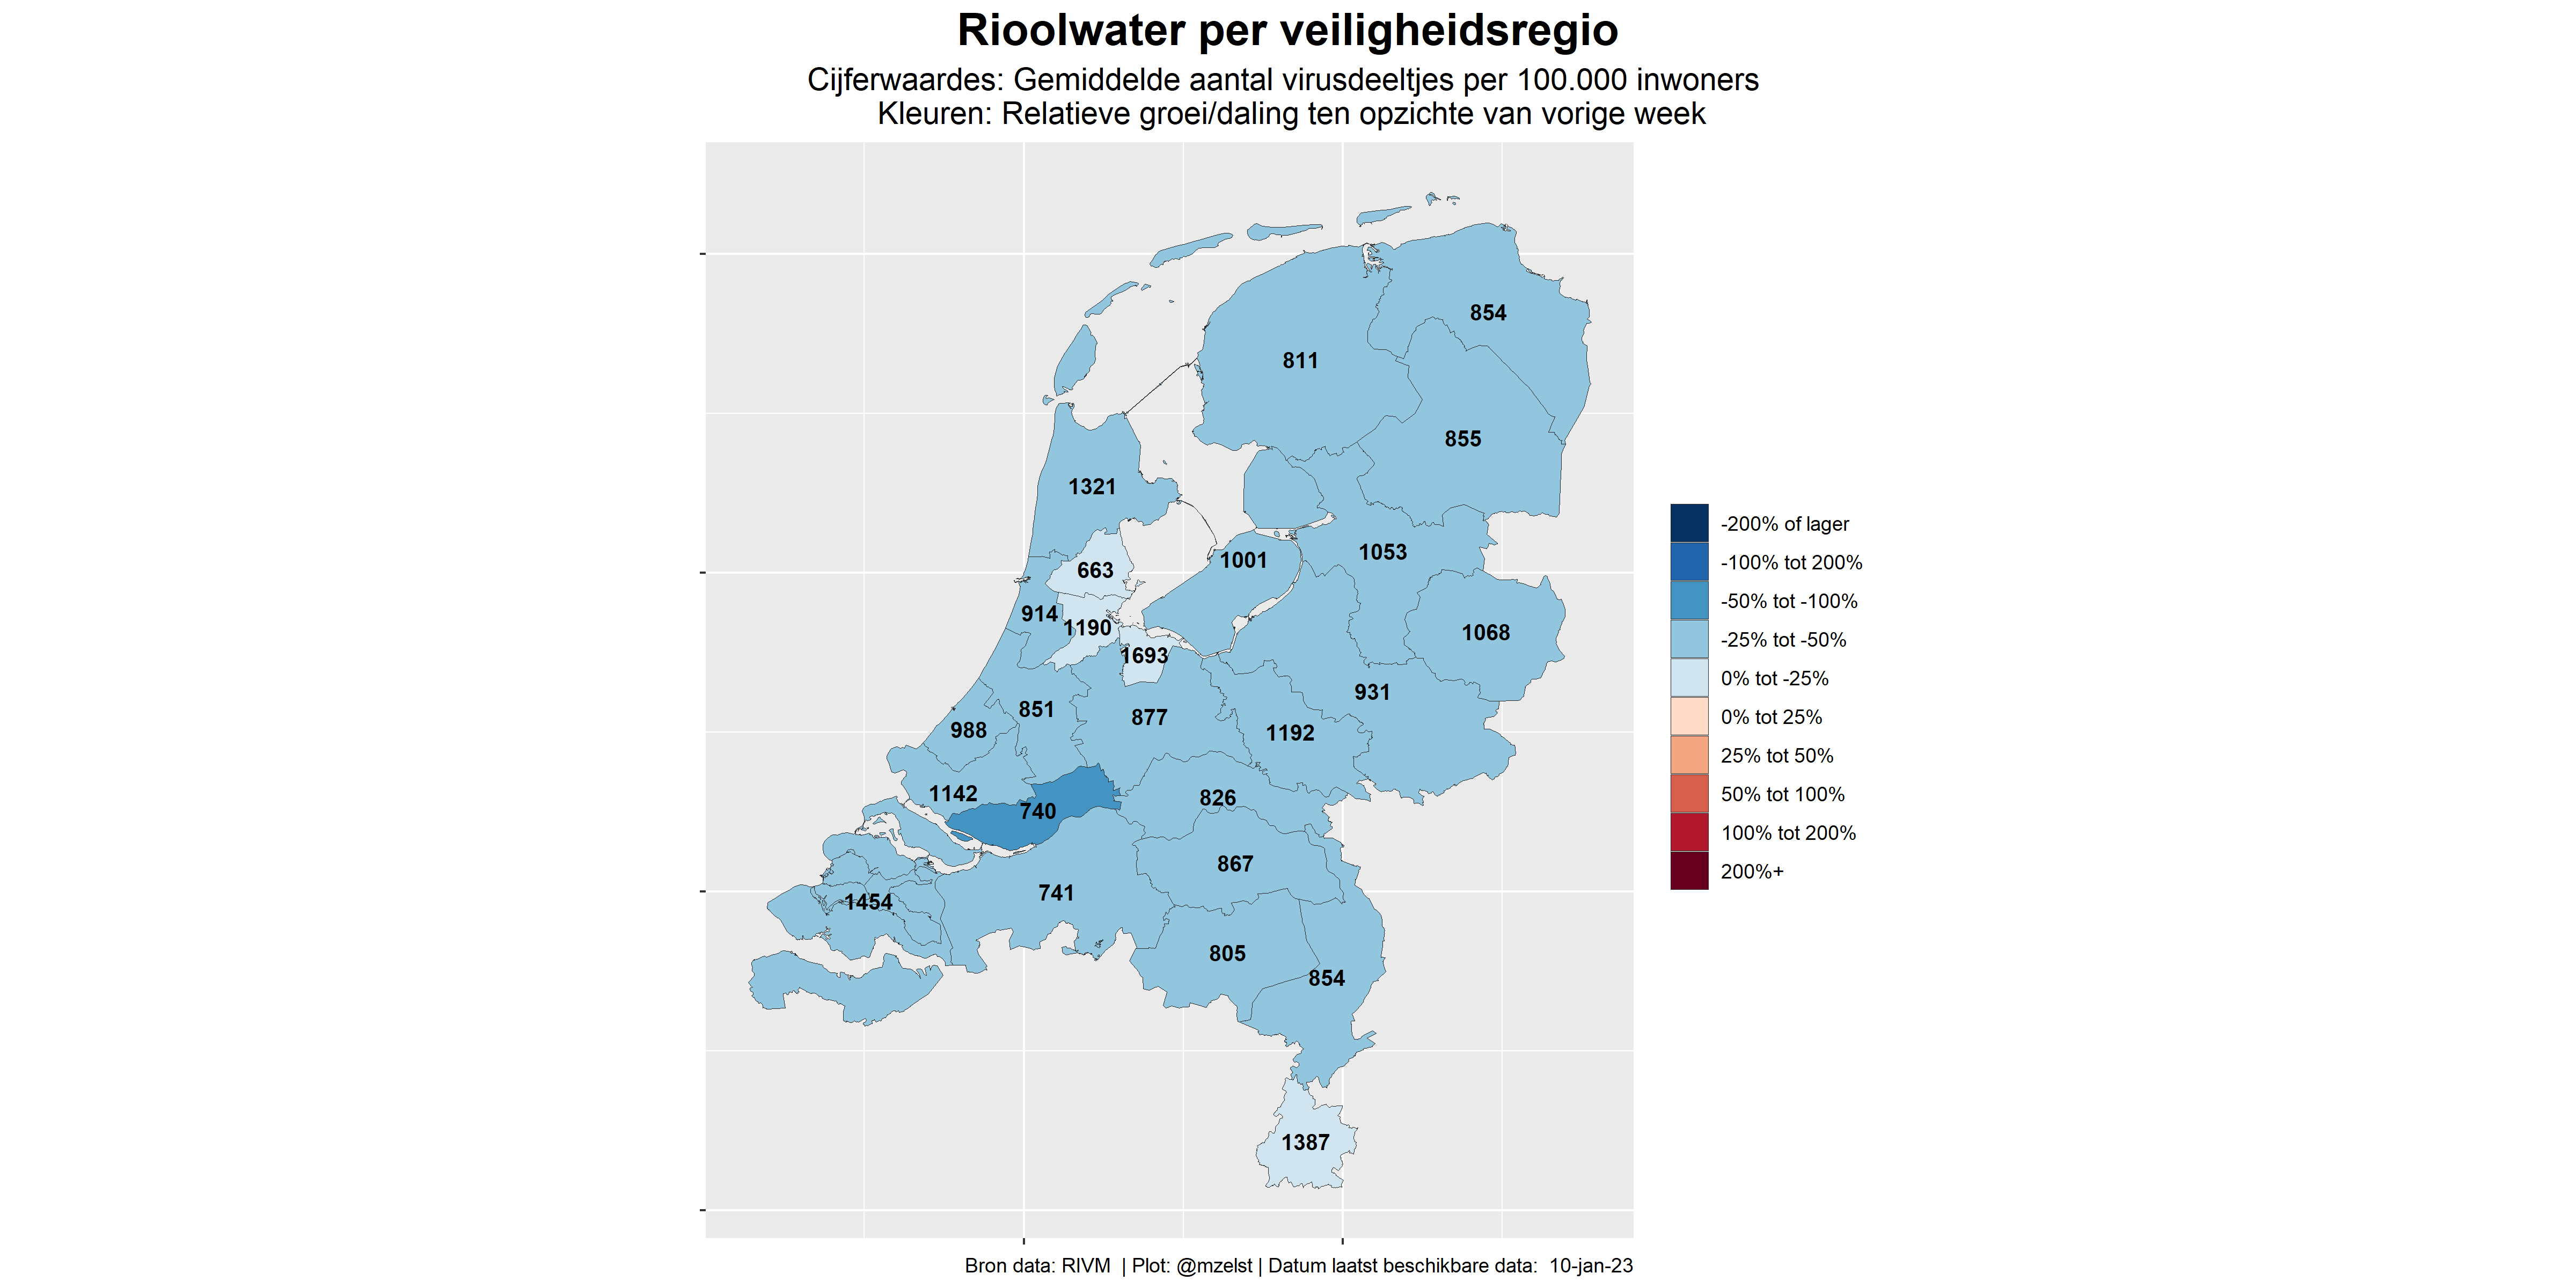 Rioolwater per veiligheidsregio
Cijferwaardes: Gemiddelde aantal virusdeeltjes per 100.000 inwoners
Kleuren: Relatieve groei/daling ten opzichte van vorige week
854
811
855
1321
1053
1001
663
914
1190
1068
1693
931
851
877
988
1192
1142
826
740
867
741
1454
805
854
1387
-200% of lager
-100% tot 200%
-50% tot -100%
-25% tot -50%
0% tot -25%
0% tot 25%
25% tot 50%
50% tot 100%
100% tot 200%
200%+
Bron data: RIVM | Plot: @mzelst | Datum laatst beschikbare data: 10-jan-23